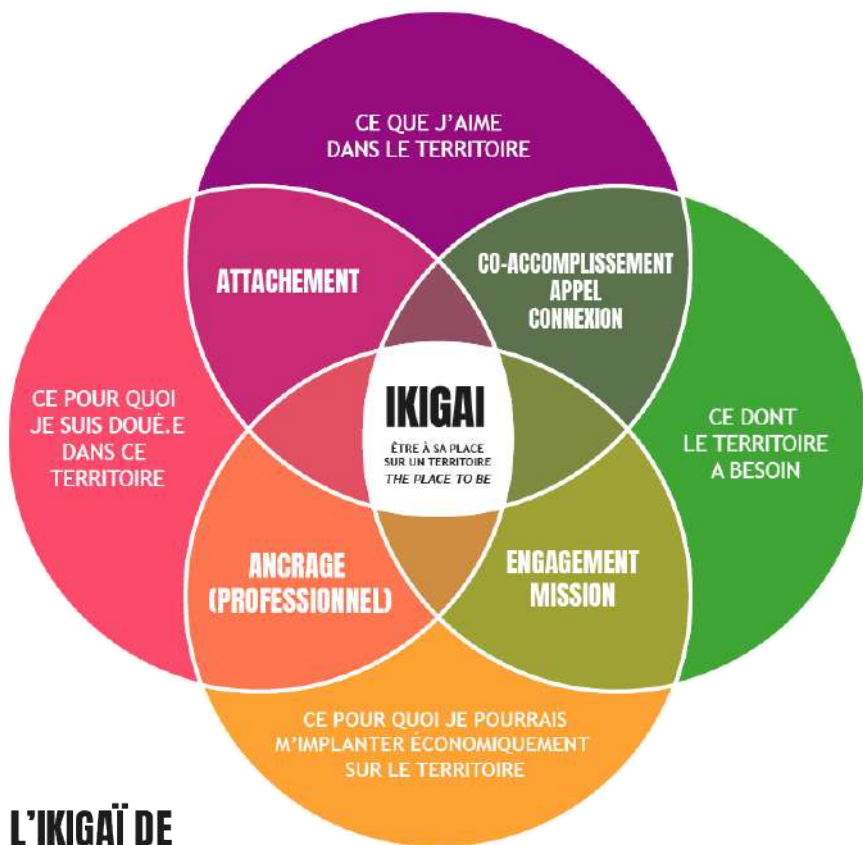 CE QUE J'AIME
DANS LE TERRITOIRE
ATTACHEMENT
CO-ACCOMPLISSEMENT
APPEL
CONNEXION
CE POUR QUOI
JE SUIS DOUÉ.E
DANS CE
TERRITOIRE
IKIGAI
ÊTRE À SA PLACE
SUR UN TERRITOIRE
THE PLACE TO BE
CE DONT
LE TERRITOIRE
A BESOIN
ANCRAGE
(PROFESSIONNEL)
ENGAGEMENT
MISSION
CE POUR QUOI JE POURRAIS
M'IMPLANTER ÉCONOMIQUEMENT
SUR LE TERRITOIRE
L'IKIGAÏ DE